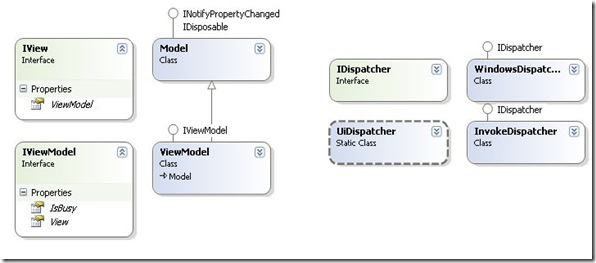 INotifyPropertyChanged
IDisposable
IView
Interface
Properties
ViewModel
Model
Class
IViewModel
IViewModel
Interface
Properties
IsBusy
View
ViewModel
Class
Model
IDispatcher
IDispatcher
Interface
WindowsDispatc...
Class
IDispatcher
UiDispatcher
Static Class
InvokeDispatcher
Class